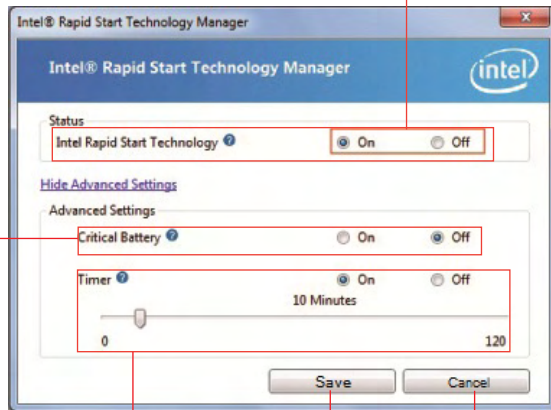 Intel® Rapid Start Technology Manager
Intel® Rapid Start Technology Manager
intel
Status
Intel Rapid Start Technology ? On Off
Hide Advanced Settings
Advanced Settings
Critical Battery ? On Off
Timer ? On Off
10 Minutes
0 120
Save Cancel